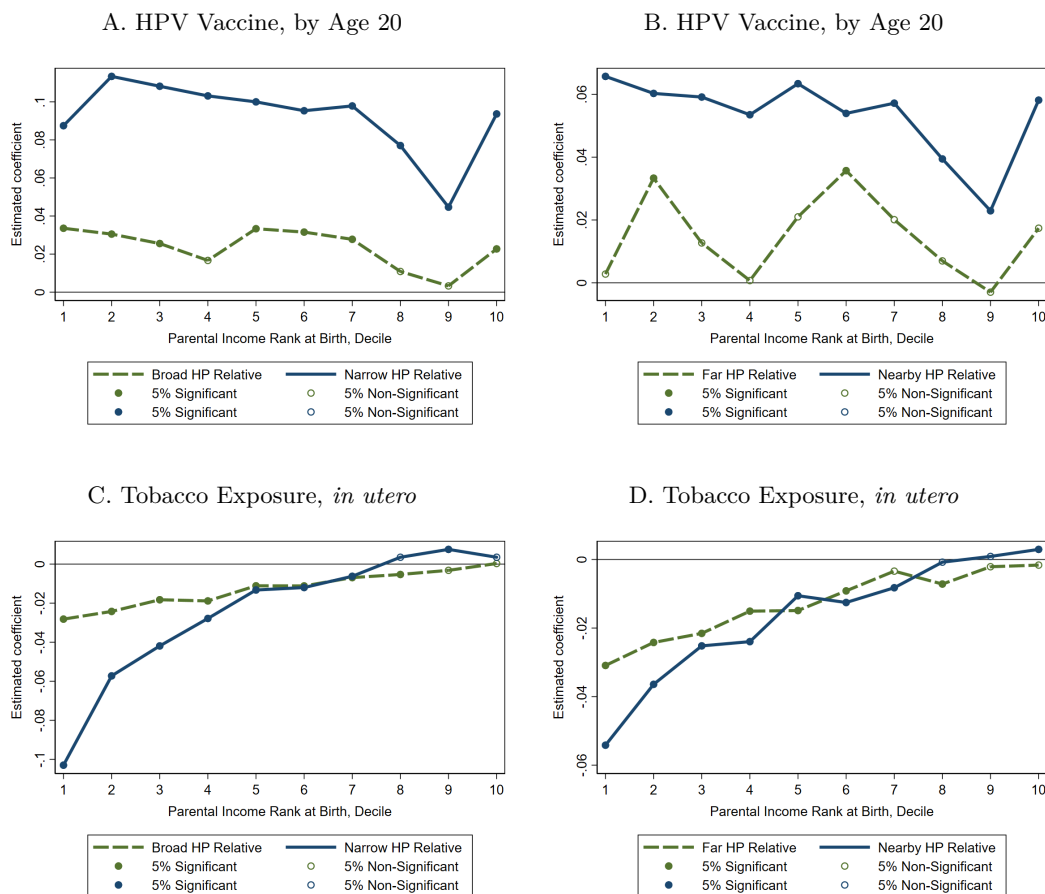 A. HPV Vaccine, by Age 20
Estimated coefficient
.1
.08
.06
.04
.02
0
1 2 3 4 5 6 7 8 9 10
Parental Income Rank at Birth, Decile
Broad HP Relative Narrow HP Relative
5% Significant 5% Non-Significant
5% Significant 5% Non-Significant
B. HPV Vaccine, by Age 20
Estimated coefficient
.06
.04
.02
0
1 2 3 4 5 6 7 8 9 10
Parental Income Rank at Birth, Decile
Far HP Relative Nearby HP Relative
5% Significant 5% Non-Significant
5% Significant 5% Non-Significant
C. Tobacco Exposure, in utero
Estimated coefficient
0
-.02
-.04
-.06
-.08
-.1
1 2 3 4 5 6 7 8 9 10
Parental Income Rank at Birth, Decile
Broad HP Relative Narrow HP Relative
5% Significant 5% Non-Significant
5% Significant 5% Non-Significant
D. Tobacco Exposure, in utero
Estimated coefficient
0
-.02
-.04
-.06
1 2 3 4 5 6 7 8 9 10
Parental Income Rank at Birth, Decile
Far HP Relative Nearby HP Relative
5% Significant 5% Non-Significant
5% Significant 5% Non-Significant